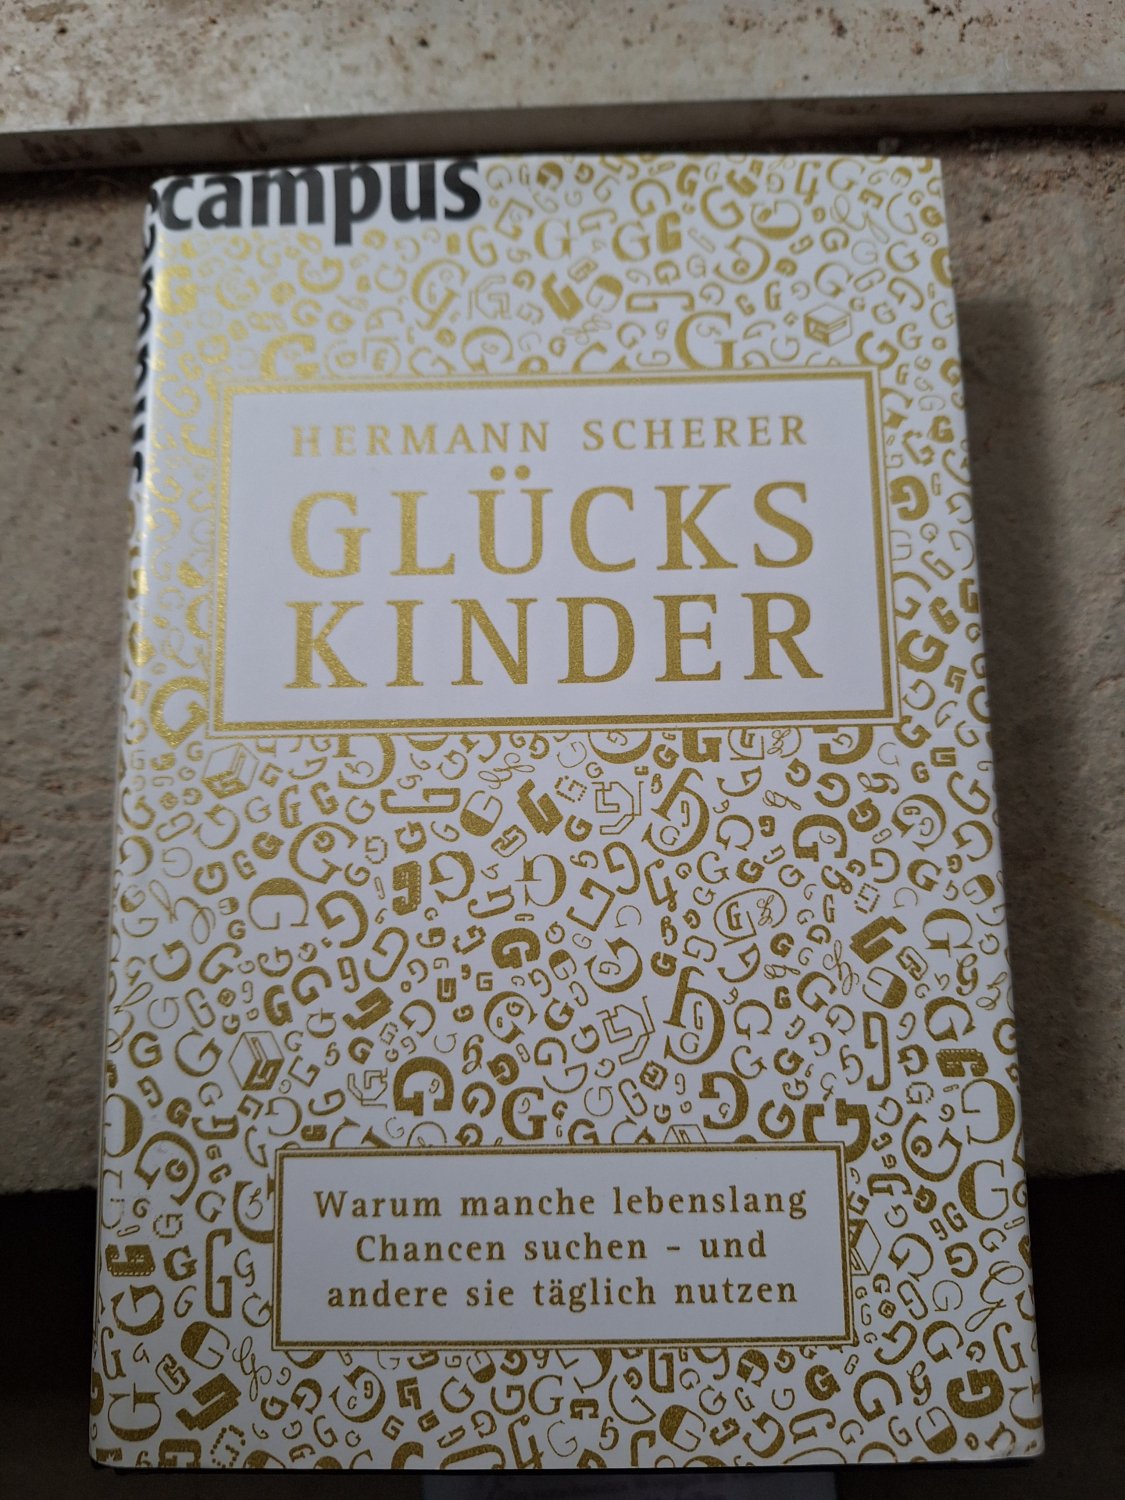 campus
HERMANN SCHERER
GLÜCKS
KINDER
Warum manche lebenslang
Chancen suchen – und
andere sie täglich nutzen